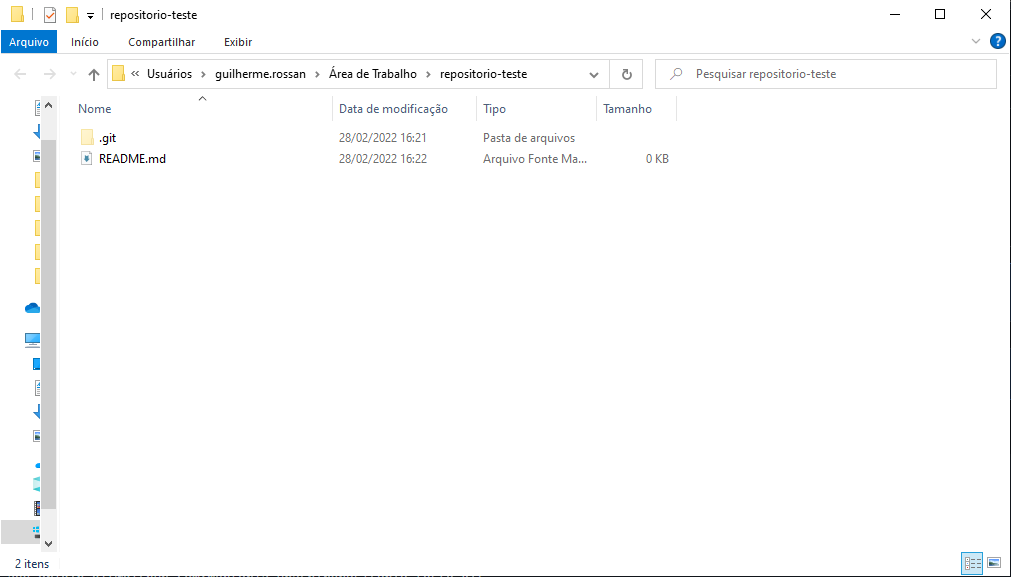 repositorio-teste
Arquivo Início Compartilhar Exibir
« Usuários › guilherme.rossan › Área de Trabalho › repositorio-teste
Pesquisar repositorio-teste
Nome Data de modificação Tipo Tamanho
.git 28/02/2022 16:21 Pasta de arquivos
README.md 28/02/2022 16:22 Arquivo Fonte Ma... 0 KB
2 itens